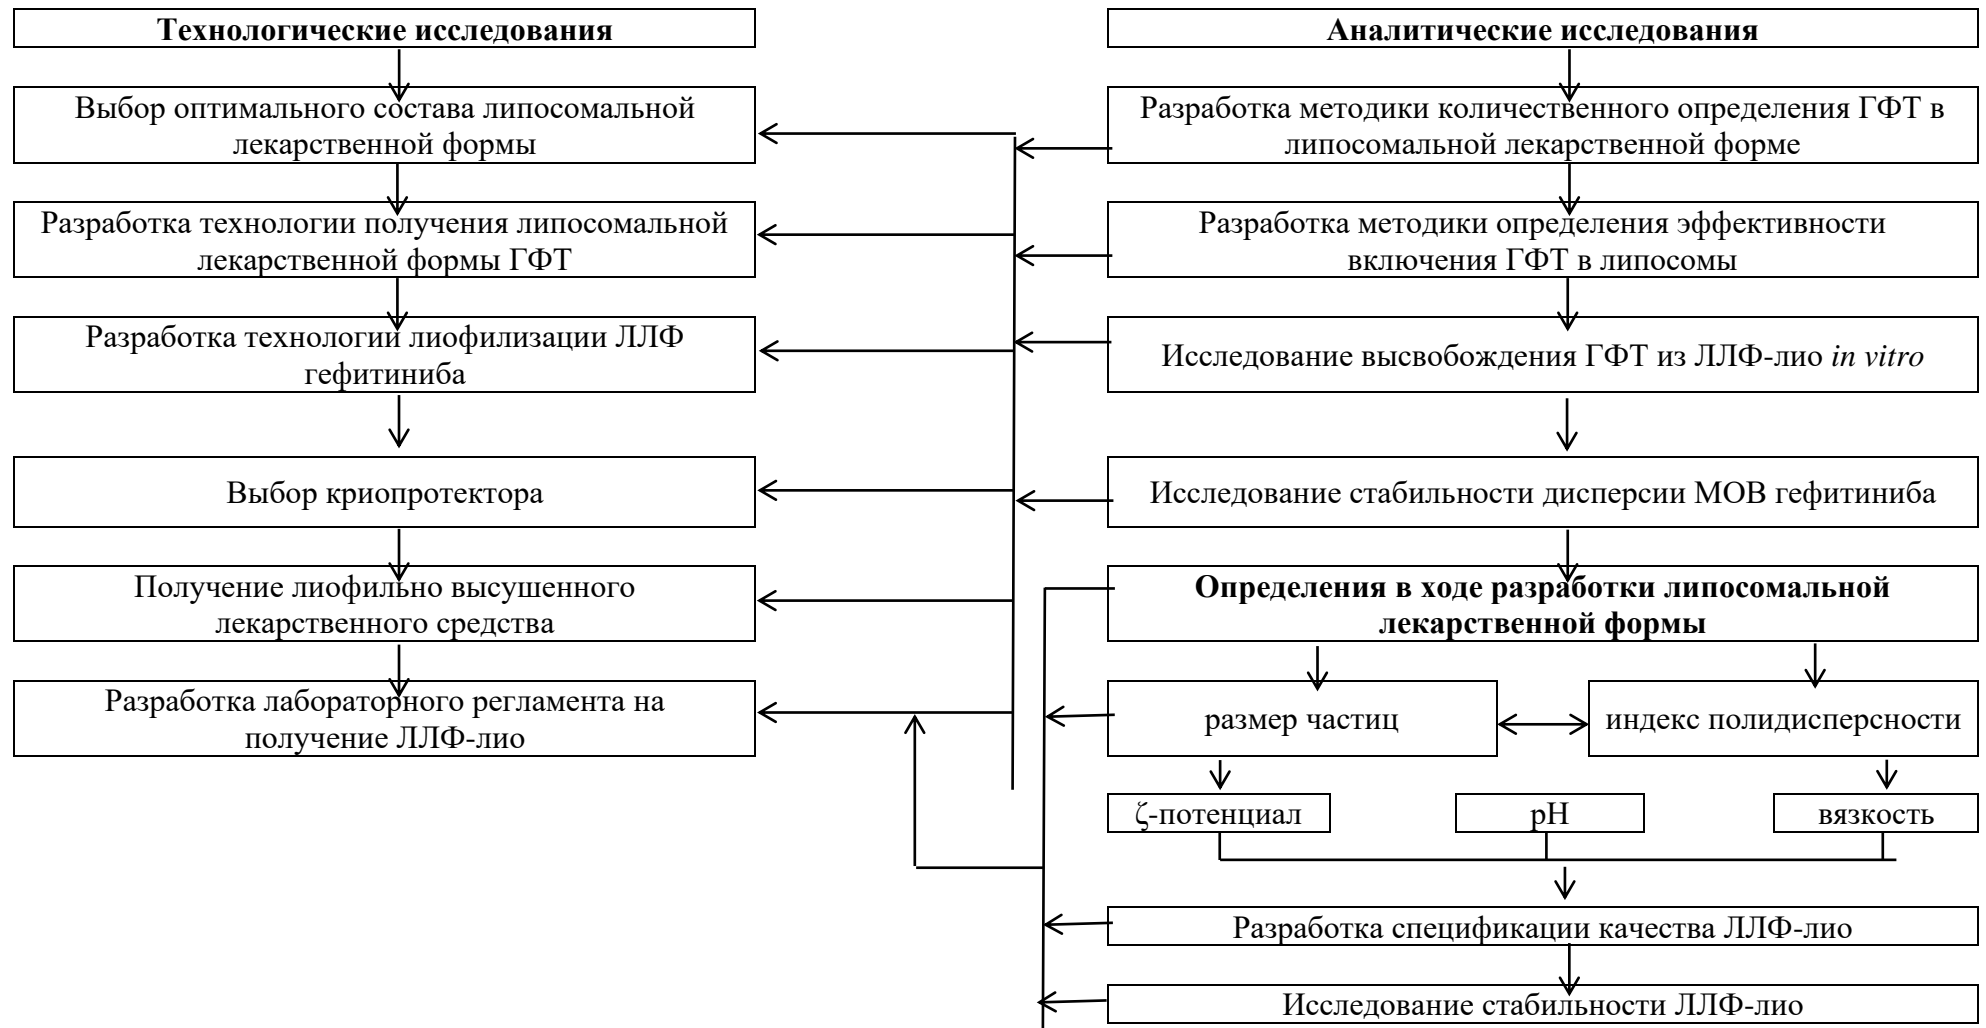 Технологические исследования
Выбор оптимального состава липосомальной
лекарственной формы
Разработка технологии получения липосомальной
лекарственной формы ГФТ
Разработка технологии лиофилизации ЛЛФ
гефитиниба
Выбор криопротектора
Получение лиофильно высушенного
лекарственного средства
Разработка лабораторного регламента на
получение ЛЛФ-лио
Аналитические исследования
Разработка методики количественного определения ГФТ в
липосомальной лекарственной форме
Разработка методики определения эффективности
включения ГФТ в липосомы
Исследование высвобождения ГФТ из ЛЛФ-лио in vitro
Исследование стабильности дисперсии МОВ гефитиниба
Определения в ходе разработки липосомальной
лекарственной формы
размер частиц
индекс полидисперсности
ζ-потенциал
pH
вязкость
Разработка спецификации качества ЛЛФ-лио
Исследование стабильности ЛЛФ-лио